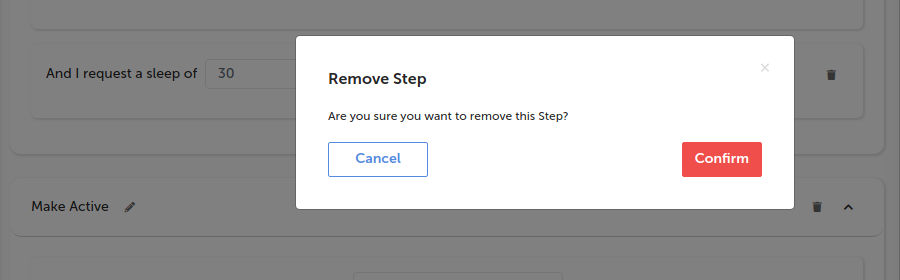 And I request a sleep of 30
Remove Step
×
Are you sure you want to remove this Step?
Cancel Confirm
Make Active